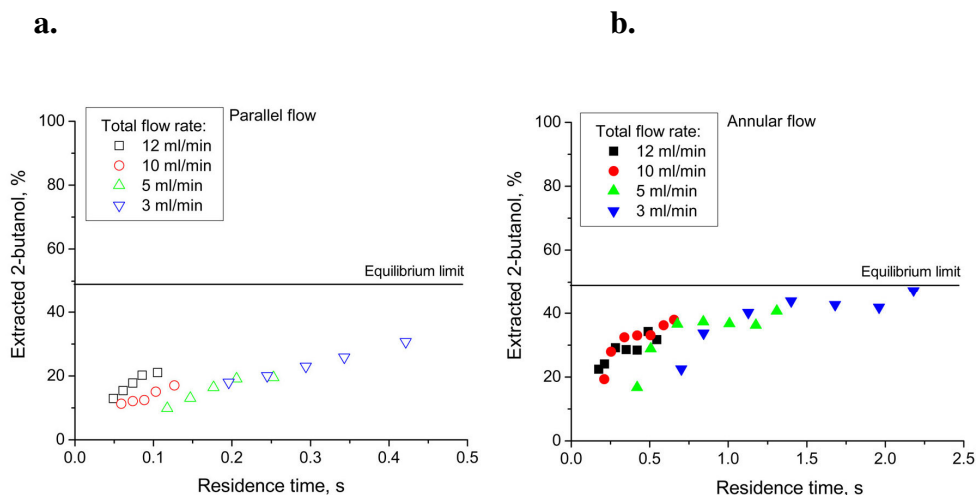 a.
Parallel flow
Total flow rate:
12 ml/min
10 ml/min
5 ml/min
3 ml/min
Equilibrium limit
100
80
60
40
20
0
0.0 0.1 0.2 0.3 0.4 0.5
Extracted 2-butanol, %
Residence time, s
b.
Annular flow
Total flow rate:
12 ml/min
10 ml/min
5 ml/min
3 ml/min
Equilibrium limit
100
80
60
40
20
0
0.0 0.5 1.0 1.5 2.0 2.5
Extracted 2-butanol, %
Residence time, s